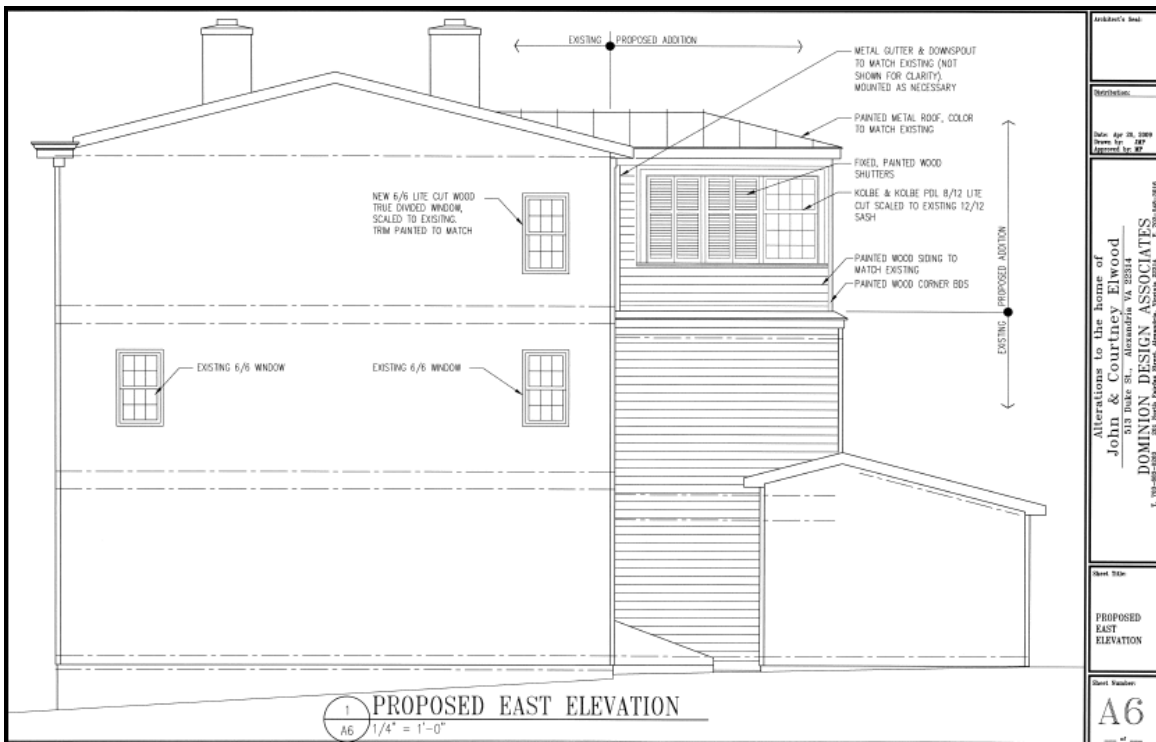 EXISTING
PROPOSED ADDITION
METAL GUTTER & DOWNSPOUT
TO MATCH EXISTING (NOT
SHOWN FOR CLARITY).
MOUNTED AS NECESSARY
PAINTED METAL ROOF, COLOR
TO MATCH EXISTING
FIXED, PAINTED WOOD
SHUTTERS
KOLBE & KOLBE PDL 8/12 LITE
CUT SCALED TO EXISTING 12/12
SASH
NEW 6/6 LITE CUT WOOD
TRUE DIVIDED WINDOW,
SCALED TO EXISITNG.
TRIM PAINTED TO MATCH
PAINTED WOOD SIDING TO
MATCH EXISTING
PAINTED WOOD CORNER BDS
PROPOSED ADDITION
EXISTING
EXISTING 6/6 WINDOW
EXISTING 6/6 WINDOW
1
A6
PROPOSED EAST ELEVATION
1/4" = 1'-0"
Architect's Seal:
Distribution:
Date: Apr 28, 2009
Drawn by: JMP
Approved by: MP
Alterations to the home of
John & Courtney Elwood
513 Duke St., Alexandria VA 22314
DOMINION DESIGN ASSOCIATES
Sheet Title:
PROPOSED
EAST
ELEVATION
Sheet Number:
A6